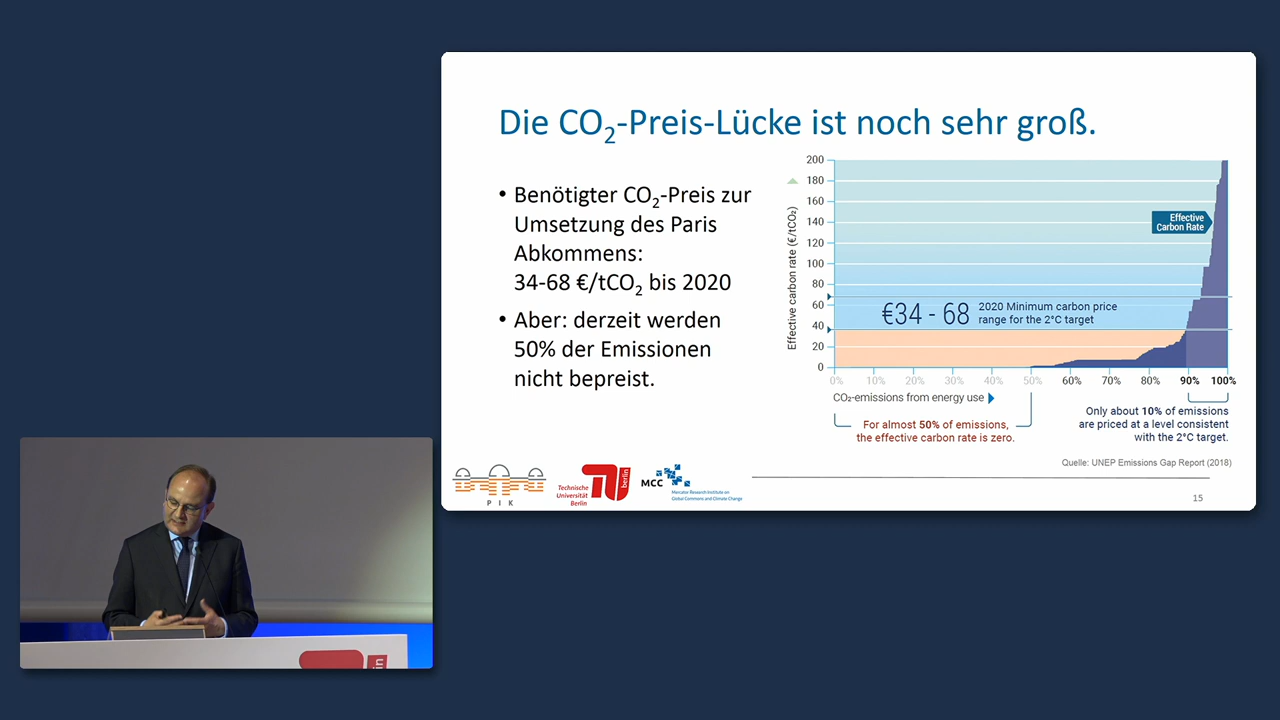 Die CO₂-Preis-Lücke ist noch sehr groß.
• Benötigter CO₂-Preis zur
Umsetzung des Paris
Abkommens:
34-68 €/tCO₂ bis 2020
• Aber: derzeit werden
50% der Emissionen
nicht bepreist.
Effective carbon rate (€/tCO₂)
200
180
160
140
120
100
80
60
40
20
0
Effective
Carbon Rate
€34 - 68
2020 Minimum carbon price
range for the 2°C target
0% 10% 20% 30% 40% 50% 60% 70% 80% 90% 100%
CO₂-emissions from energy use
For almost 50% of emissions,
the effective carbon rate is zero.
Only about 10% of emissions
are priced at a level consistent
with the 2°C target.
Quelle: UNEP Emissions Gap Report (2018)
PIK
Technische
Universität
Berlin
berlin
MCC
Mercator Research Institute on
Global Commons and Climate Change
15